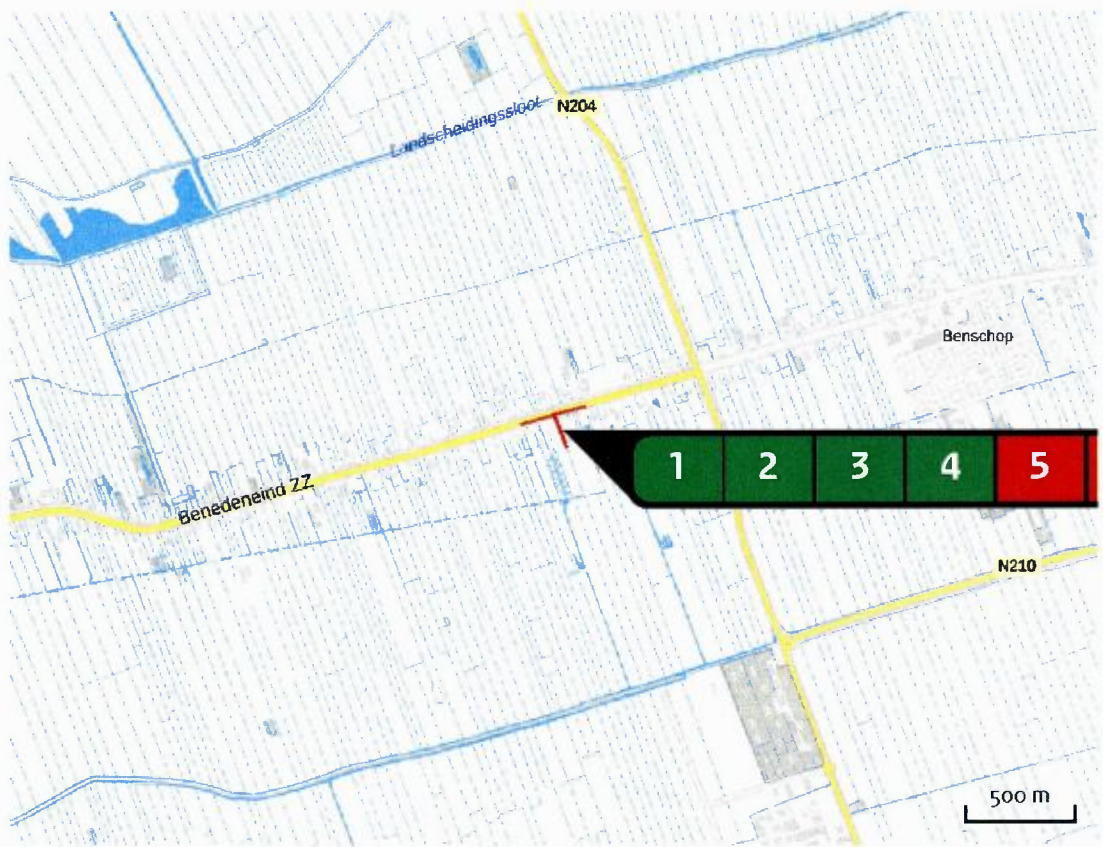 N204
Landscheidingssloot
Benschop
1 2 3 4 5
Benedeneind ZZ
N210
500 m